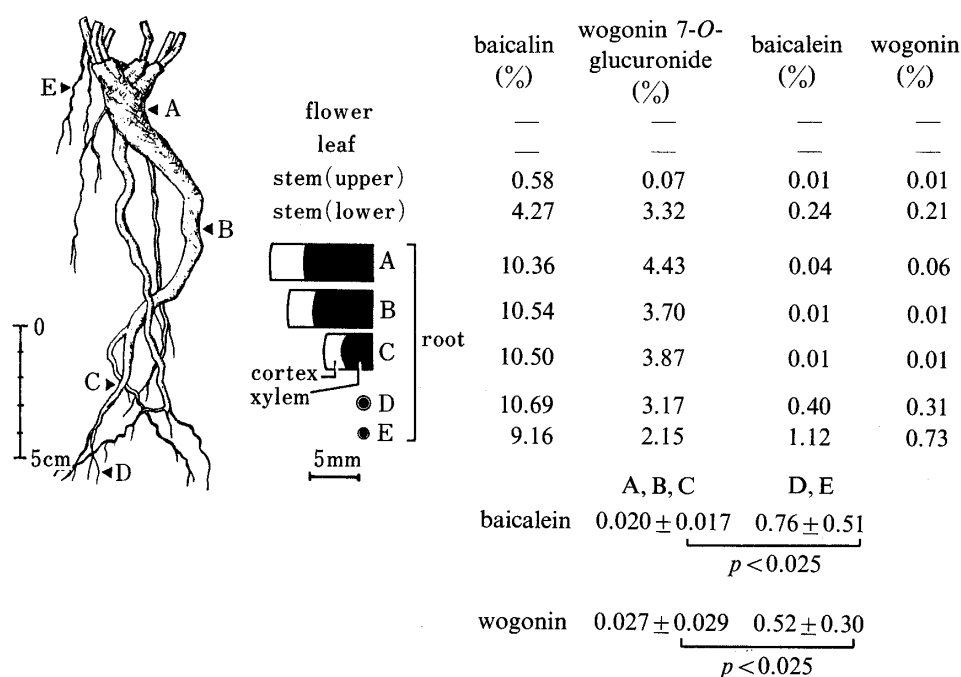 baicalin (%) wogonin 7-O-glucuronide (%) baicalein (%) wogonin (%)
flower — — — —
leaf — — — —
stem(upper) 0.58 0.07 0.01 0.01
stem(lower) 4.27 3.32 0.24 0.21
A 10.36 4.43 0.04 0.06
B 10.54 3.70 0.01 0.01
root
C 10.50 3.87 0.01 0.01
cortex
xylem
D 10.69 3.17 0.40 0.31
E 9.16 2.15 1.12 0.73
5mm
E
A
B
C
D
0
5cm
A, B, C D, E
baicalein 0.020±0.017 0.76±0.51
p<0.025
wogonin 0.027±0.029 0.52±0.30
p<0.025